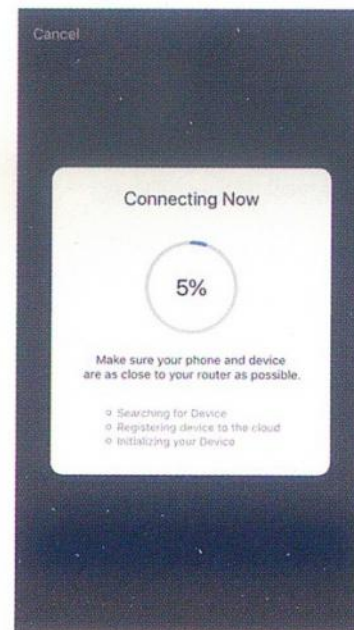 Cancel
Connecting Now
5%
Make sure your phone and device
are as close to your router as possible.
Searching for Device
Registering device to the cloud
Initializing your Device